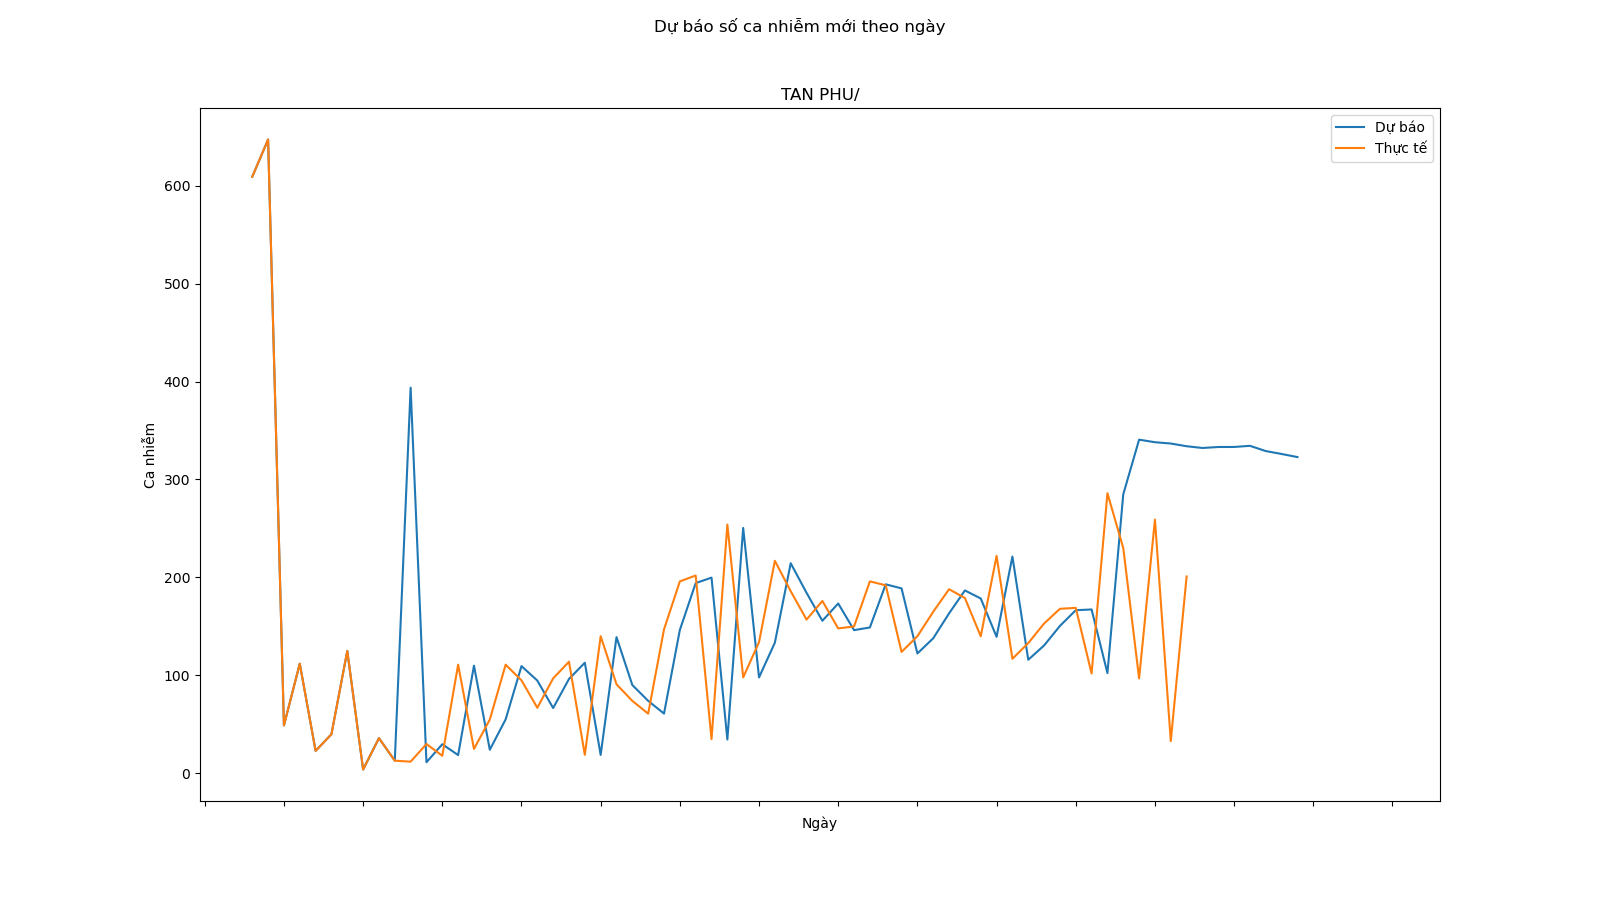 Dự báo số ca nhiễm mới theo ngày
TAN PHU/
Dự báo
Thực tế
600
500
400
300
200
100
0
Ca nhiễm
Ngày